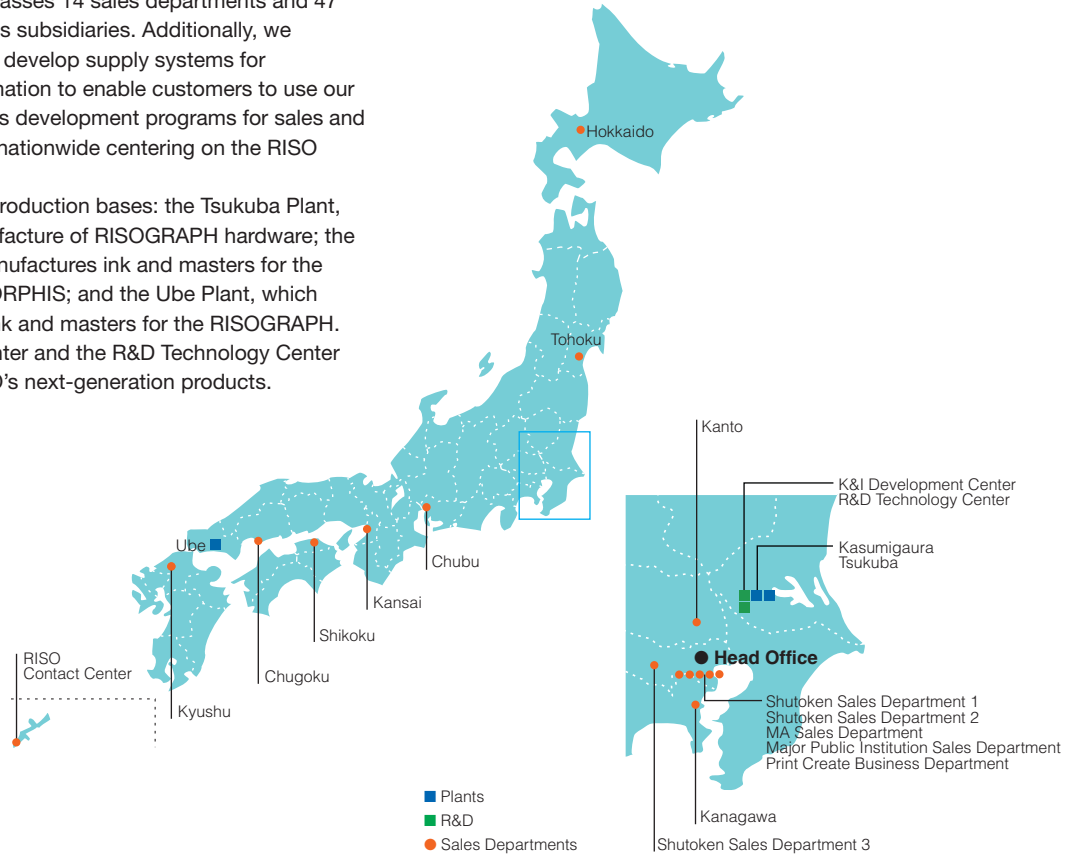 asses 14 sales departments and 47
s subsidiaries. Additionally, we
develop supply systems for
nation to enable customers to use our
s development programs for sales and
nationwide centering on the RISO
roduction bases: the Tsukuba Plant,
facture of RISOGRAPH hardware; the
nufactures ink and masters for the
ORPHIS; and the Ube Plant, which
nk and masters for the RISOGRAPH.
nter and the R&D Technology Center
O's next-generation products.
Hokkaido
Tohoku
Kanto
K&I Development Center
R&D Technology Center
Kasumigaura
Tsukuba
Ube
Chubu
Kansai
Shikoku
Chugoku
Kyushu
RISO
Contact Center
Head Office
Shutoken Sales Department 1
Shutoken Sales Department 2
MA Sales Department
Major Public Institution Sales Department
Print Create Business Department
Kanagawa
Shutoken Sales Department 3
Plants
R&D
Sales Departments